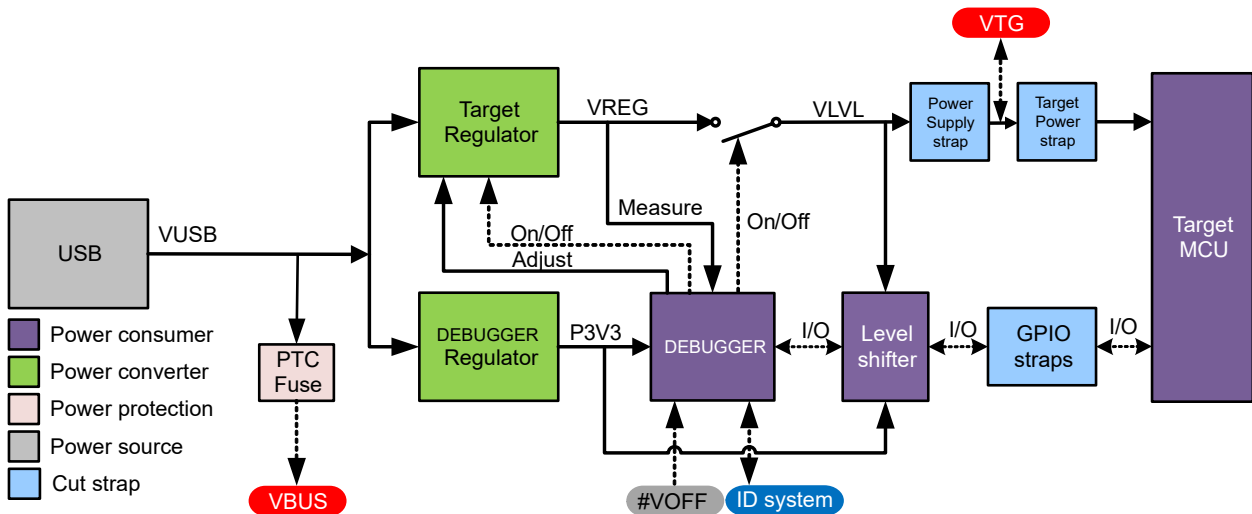 VTG
Target
Regulator
VREG
VLVL
Power
Supply
strap
Target
Power
strap
Target
MCU
USB
VUSB
Measure
On/Off
Adjust
On/Off
DEBUGGER
Regulator
P3V3
DEBUGGER
I/O
Level
shifter
I/O
GPIO
straps
I/O
PTC
Fuse
Power consumer
Power converter
Power protection
Power source
Cut strap
VBUS
#VOFF
ID system